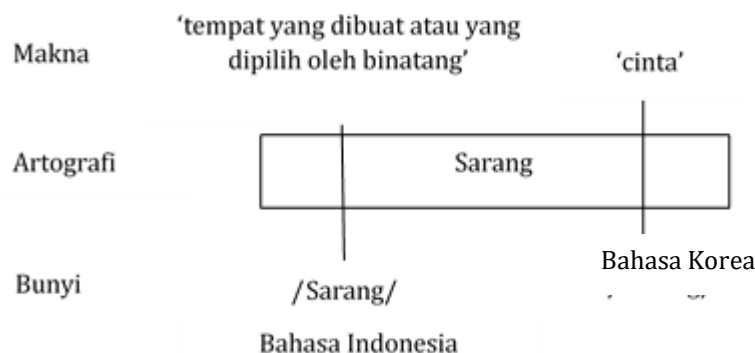 Makna
‘tempat yang dibuat atau yang
dipilih oleh binatang’
‘cinta’
Artografi
Sarang
Bunyi
/Sarang/
Bahasa Korea
Bahasa Indonesia